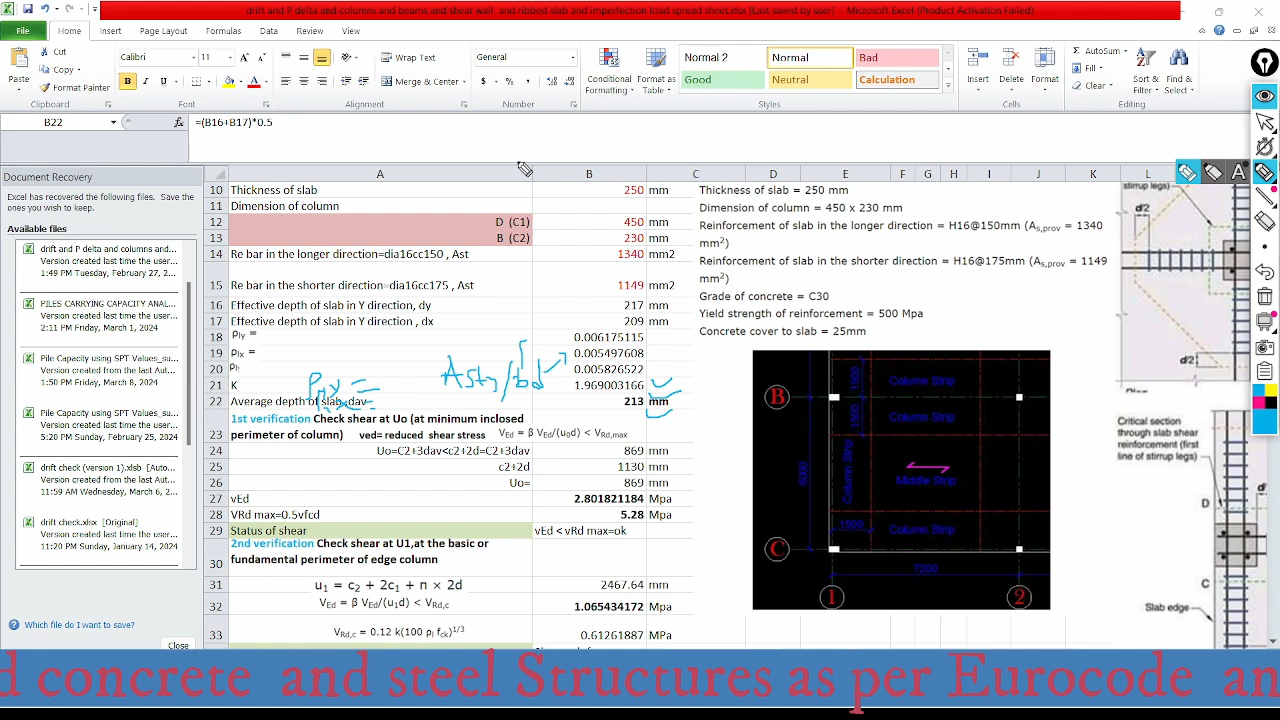 drift and P delta and columns and beams and shear wall and ribbed slab and imperfection load spread sheet.xlsx [Last saved by user] - Microsoft Excel (Product Activation Failed)
File Home Insert Page Layout Formulas Data Review View
Cut
Copy
Format Painter
Paste
Clipboard
Calibri 11
B I U
Font
Wrap Text
Merge & Center
Alignment
General
Number
Conditional Formatting
Format as Table
Normal 2 Normal Bad
Good Neutral Calculation
Styles
Insert Delete Format
Cells
AutoSum
Fill
Clear
Sort & Filter
Find & Select
Editing
B22 fx =(B16+B17)*0.5
Document Recovery
Excel has recovered the following files. Save the ones you wish to keep.
Available files
drift and P delta and columns and...
Version created last time the user...
1:49 PM Tuesday, February 27, 2...
PILES CARRYING CAPACITY ANAL...
Version created last time the user...
2:11 PM Friday, March 1, 2024
Pile Capacity using SPT Values_su...
Version created last time the user...
1:50 PM Friday, March 8, 2024
Pile Capacity using SPT Values_su...
Version created last time the user...
5:20 PM Sunday, February 25, 2024
drift check (version 1).xlsb [Auto...
Version created last time the user...
11:59 AM Wednesday, March 6, 2...
drift check.xlsx [Original]
Version created last time the user...
11:20 PM Sunday, January 14, 2024
Which file do I want to save?
Close
A B C D E F G H I J K L
10 Thickness of slab 250 mm
11 Dimension of column
12 D (C1) 450 mm
13 B (C2) 230 mm
14 Re bar in the longer direction=dia16cc150 , Ast 1340 mm2
15 Re bar in the shorter direction=dia16cc175 , Ast 1149 mm2
16 Effective depth of slab in Y direction, dy 217 mm
17 Effective depth of slab in Y direction , dx 209 mm
18 ρly = 0.006175115
19 ρlx = 0.005497608
20 ρl 0.005826522
21 K 1.969003166
Average depth of slab,dav 213 mm
23 1st verification Check shear at Uo (at minimum inclosed perimeter of column) ved= reduced shear stress VEd = β VEd/(u0d) < VRd,max
24 Uo=C2+3dav<c2+2c1 869 mm
25 c2+2d 1130 mm
26 Uo= 869 mm
27 vEd 2.801821184 Mpa
28 VRd max=0.5vfcd 5.28 Mpa
29 Status of shear vEd < vRd max=ok
30 2nd verification Check shear at U1,at the basic or fundamental perimeter of edge column
31 u1 = c2 + 2c1 + π × 2d 2467.64 mm
32 VEd = β VEd/(u1d) < VRd,c 1.065434172 Mpa
33 VRd,c = 0.12 k(100 ρl fck)1/3 0.61261887 MPa
Thickness of slab = 250 mm
Dimension of column = 450 x 230 mm
Reinforcement of slab in the longer direction = H16@150mm (As,prov = 1340 mm2)
Reinforcement of slab in the shorter direction = H16@175mm (As,prov = 1149 mm2)
Grade of concrete = C30
Yield strength of reinforcement = 500 Mpa
Concrete cover to slab = 25mm
B
C
1
2
1500
1500
6000
Column Strip
Column Strip
Column Strip
Middle Strip
Column Strip
1500
7200
stirrup legs)
d/2
d/2
Plan
Critical section through slab shear reinforcement (first line of stirrup legs)
D
C
d/2
Slab edge
d concrete and steel Structures as per Eurocode an